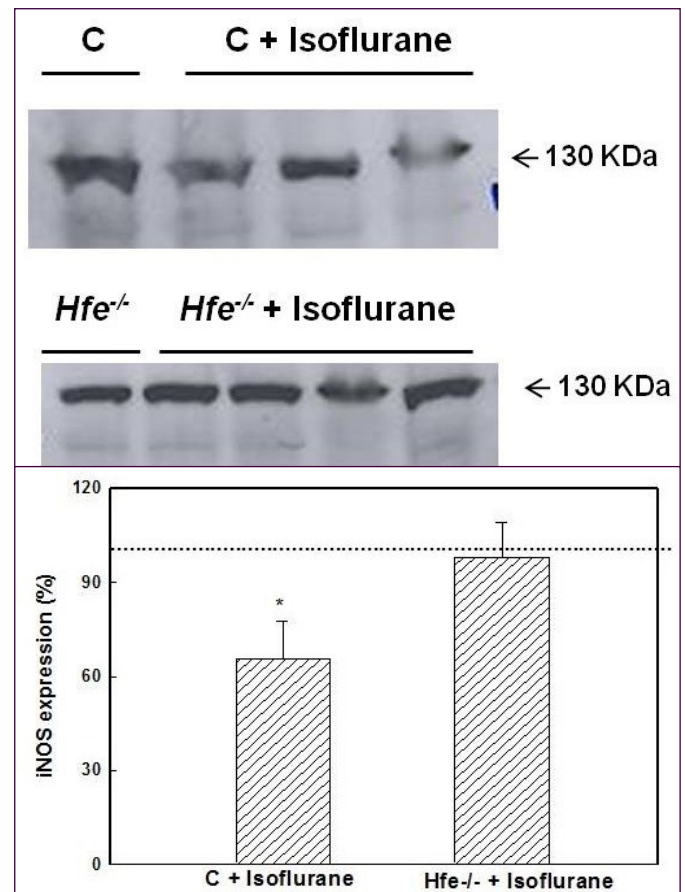 C C + Isoflurane
← 130 KDa
Hfe-/- Hfe-/- + Isoflurane
← 130 KDa
120
90
60
30
0
iNOS expression (%)
*
C + Isoflurane Hfe-/- + Isoflurane